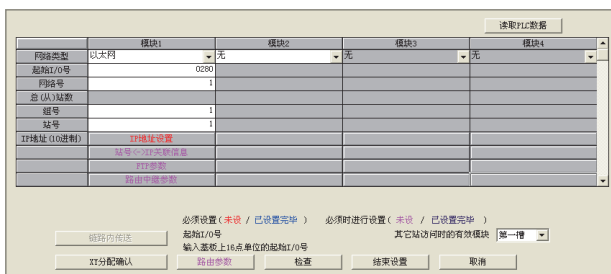 读取PLC数据
模块1 模块2 模块3 模块4
网络类型 以太网 无 无 无
起始I/O号 0280
网络号 1
总(从)站数
组号 1
站号 1
IP地址(10进制) IP地址设置
站号<->IP关联信息
FTP参数
路由中继参数
必须设置( 未设 / 已设置完毕 ) 必须时进行设置( 未设 / 已设置完毕 )
起始I/O号 其它站访问时的有效模块 第一槽
输入基板上16点单位的起始I/O号
链路内传送
XY分配确认 路由参数 检查 结束设置 取消